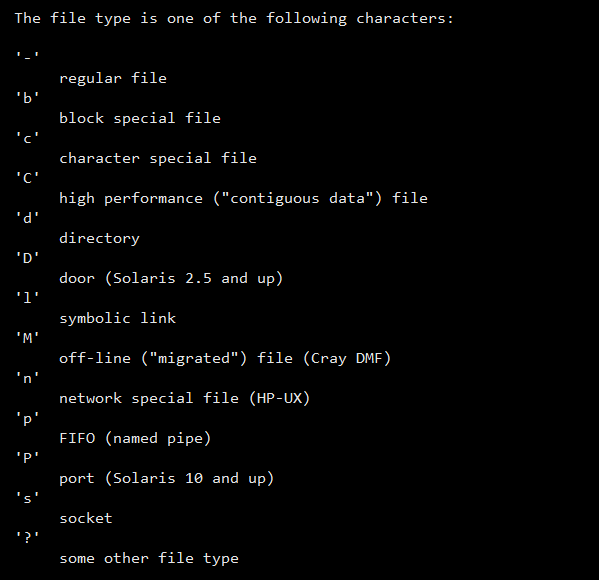 The file type is one of the following characters:
'-'
regular file
'b'
block special file
'c'
character special file
'C'
high performance ("contiguous data") file
'd'
directory
'D'
door (Solaris 2.5 and up)
'l'
symbolic link
'M'
off-line ("migrated") file (Cray DMF)
'n'
network special file (HP-UX)
'p'
FIFO (named pipe)
'P'
port (Solaris 10 and up)
's'
socket
'?'
some other file type